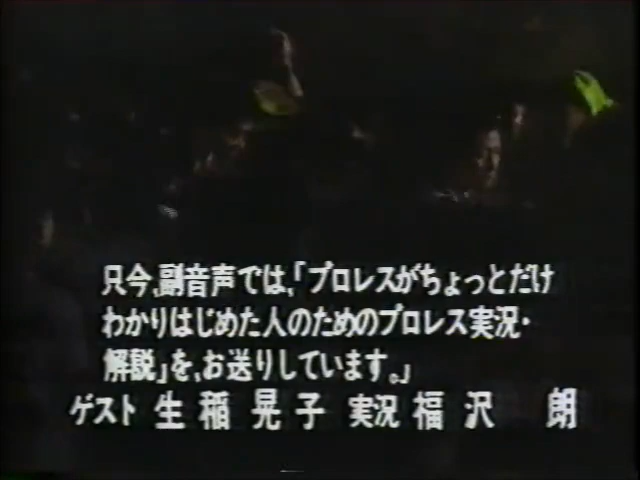 只今、副音声では、「プロレスがちょっとだけ
わかりはじめた人のためのプロレス実況・
解説」を、お送りしています。」
ゲスト 生稲晃子 実況 福沢 朗